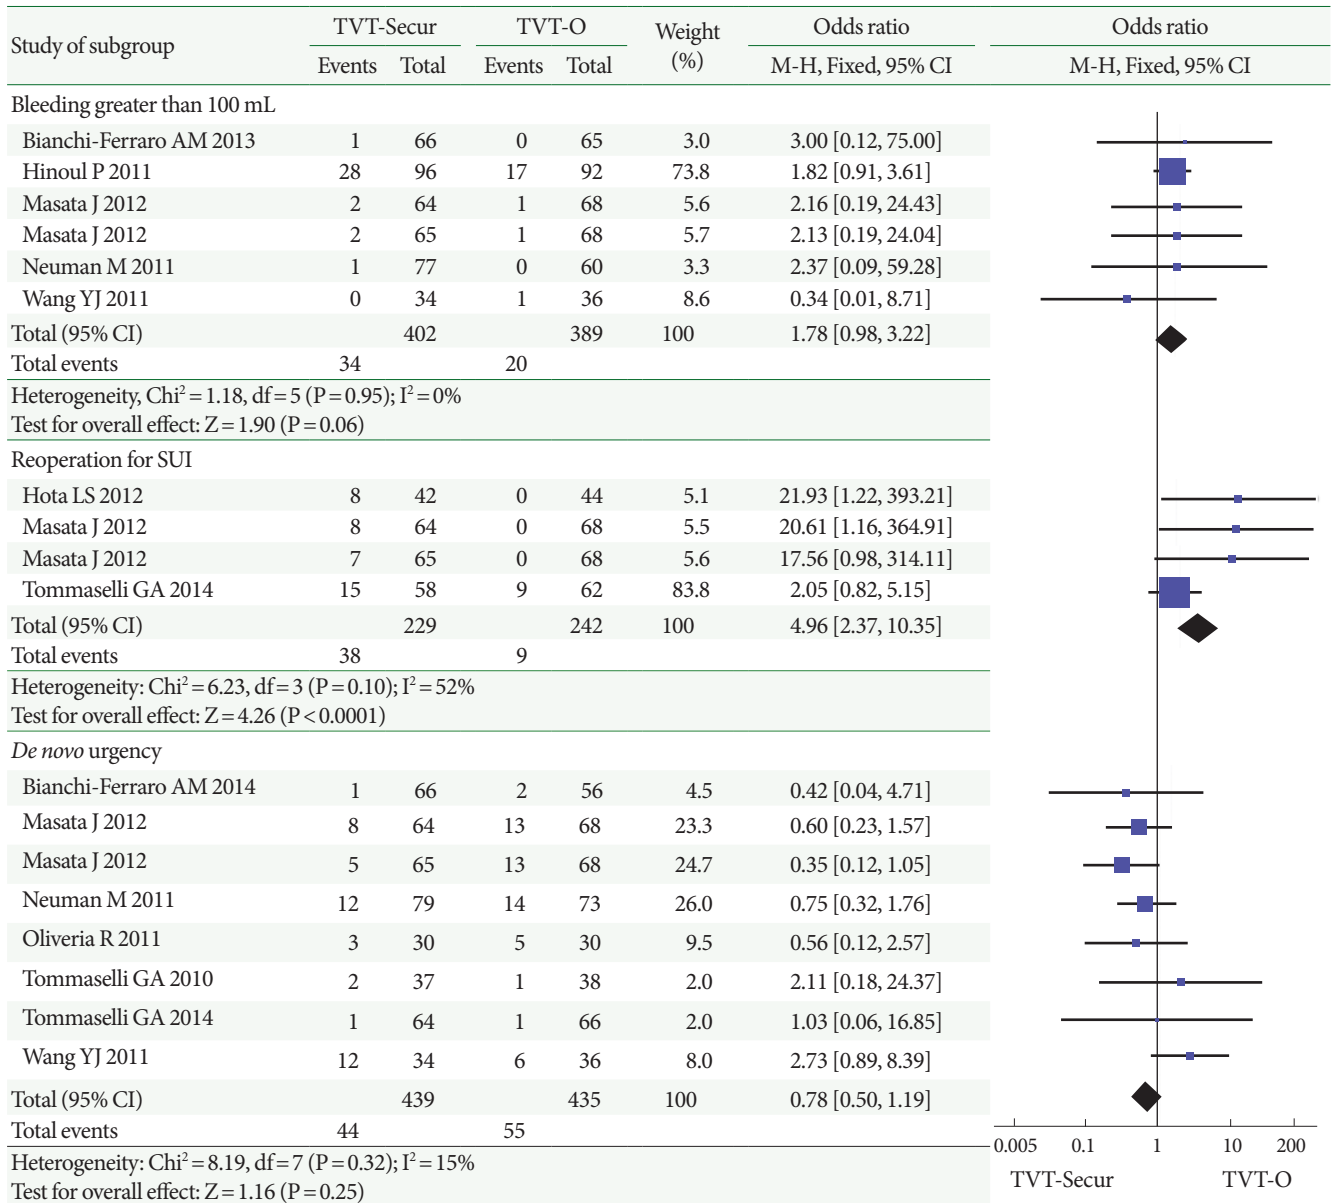 Study of subgroup TVT-Secur TVT-O Weight (%) Odds ratio Odds ratio
Events Total Events Total M-H, Fixed, 95% CI M-H, Fixed, 95% CI
Bleeding greater than 100 mL
Bianchi-Ferraro AM 2013 1 66 0 65 3.0 3.00 [0.12, 75.00]
Hinoul P 2011 28 96 17 92 73.8 1.82 [0.91, 3.61]
Masata J 2012 2 64 1 68 5.6 2.16 [0.19, 24.43]
Masata J 2012 2 65 1 68 5.7 2.13 [0.19, 24.04]
Neuman M 2011 1 77 0 60 3.3 2.37 [0.09, 59.28]
Wang YJ 2011 0 34 1 36 8.6 0.34 [0.01, 8.71]
Total (95% CI) 402 389 100 1.78 [0.98, 3.22]
Total events 34 20
Heterogeneity, Chi² = 1.18, df = 5 (P = 0.95); I² = 0%
Test for overall effect: Z = 1.90 (P = 0.06)
Reoperation for SUI
Hota LS 2012 8 42 0 44 5.1 21.93 [1.22, 393.21]
Masata J 2012 8 64 0 68 5.5 20.61 [1.16, 364.91]
Masata J 2012 7 65 0 68 5.6 17.56 [0.98, 314.11]
Tommaselli GA 2014 15 58 9 62 83.8 2.05 [0.82, 5.15]
Total (95% CI) 229 242 100 4.96 [2.37, 10.35]
Total events 38 9
Heterogeneity: Chi² = 6.23, df = 3 (P = 0.10); I² = 52%
Test for overall effect: Z = 4.26 (P < 0.0001)
De novo urgency
Bianchi-Ferraro AM 2014 1 66 2 56 4.5 0.42 [0.04, 4.71]
Masata J 2012 8 64 13 68 23.3 0.60 [0.23, 1.57]
Masata J 2012 5 65 13 68 24.7 0.35 [0.12, 1.05]
Neuman M 2011 12 79 14 73 26.0 0.75 [0.32, 1.76]
Oliveria R 2011 3 30 5 30 9.5 0.56 [0.12, 2.57]
Tommaselli GA 2010 2 37 1 38 2.0 2.11 [0.18, 24.37]
Tommaselli GA 2014 1 64 1 66 2.0 1.03 [0.06, 16.85]
Wang YJ 2011 12 34 6 36 8.0 2.73 [0.89, 8.39]
Total (95% CI) 439 435 100 0.78 [0.50, 1.19]
Total events 44 55
Heterogeneity: Chi² = 8.19, df = 7 (P = 0.32); I² = 15%
Test for overall effect: Z = 1.16 (P = 0.25)
0.005 0.1 1 10 200
TVT-Secur TVT-O